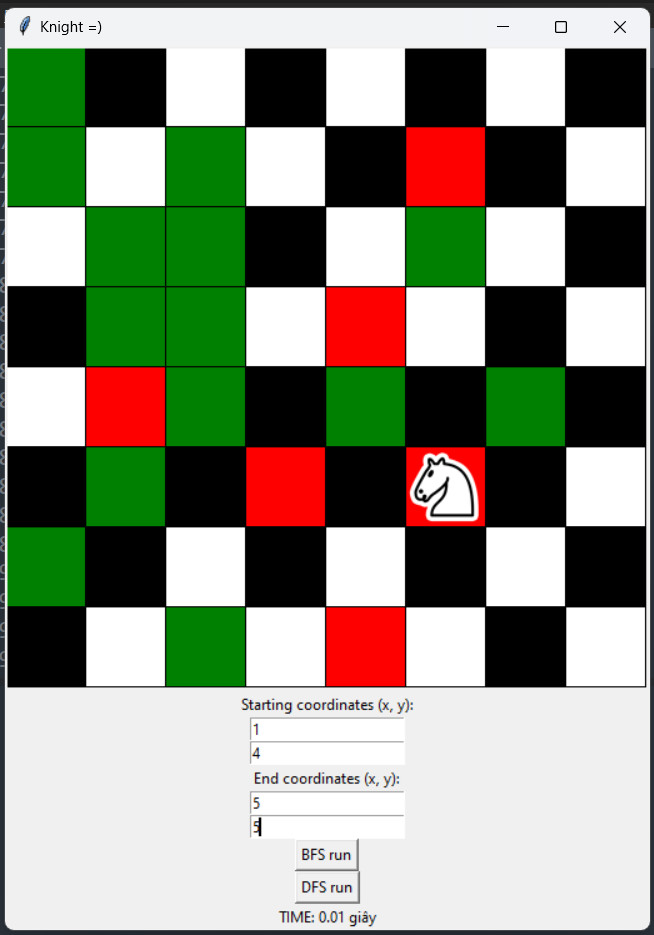 Knight =)
Starting coordinates (x, y):
1
4
End coordinates (x, y):
5
5
BFS run
DFS run
TIME: 0.01 giây